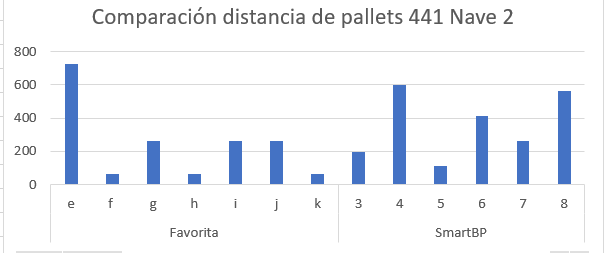 Comparación distancia de pallets 441 Nave 2
800
600
400
200
0
e f g h i j k 3 4 5 6 7 8
Favorita SmartBP